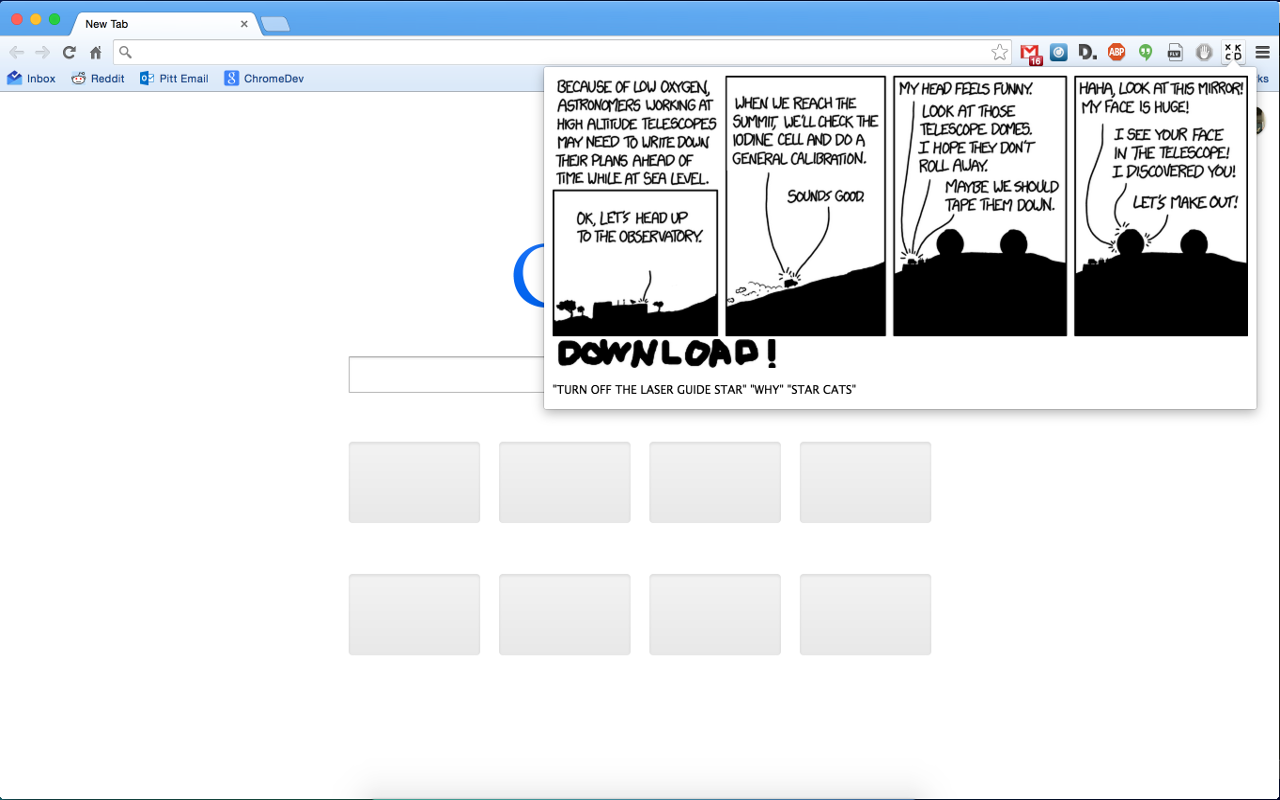 New Tab
16
ABP
FLV
XK
CD
Inbox
Reddit
Pitt Email
8
ChromeDev
ks
BECAUSE OF LOW OXYGEN,
ASTRONOMERS WORKING AT
HIGH ALTITUDE TELESCOPES
MAY NEED TO WRITE DOWN
THEIR PLANS AHEAD OF
TIME WHILE AT SEA LEVEL.
OK, LET'S HEAD UP
TO THE OBSERVATORY.
WHEN WE REACH THE
SUMMIT, WE'LL CHECK THE
IODINE CELL AND DO A
GENERAL CALIBRATION.
SOUNDS GOOD.
MY HEAD FEELS FUNNY.
LOOK AT THOSE
TELESCOPE DOMES.
I HOPE THEY DON'T
ROLL AWAY.
MAYBE WE SHOULD
TAPE THEM DOWN.
HAHA, LOOK AT THIS MIRROR!
MY FACE IS HUGE!
I SEE YOUR FACE
IN THE TELESCOPE!
I DISCOVERED YOU!
LET'S MAKE OUT!
DOWNLOAD!
"TURN OFF THE LASER GUIDE STAR" "WHY" "STAR CATS"